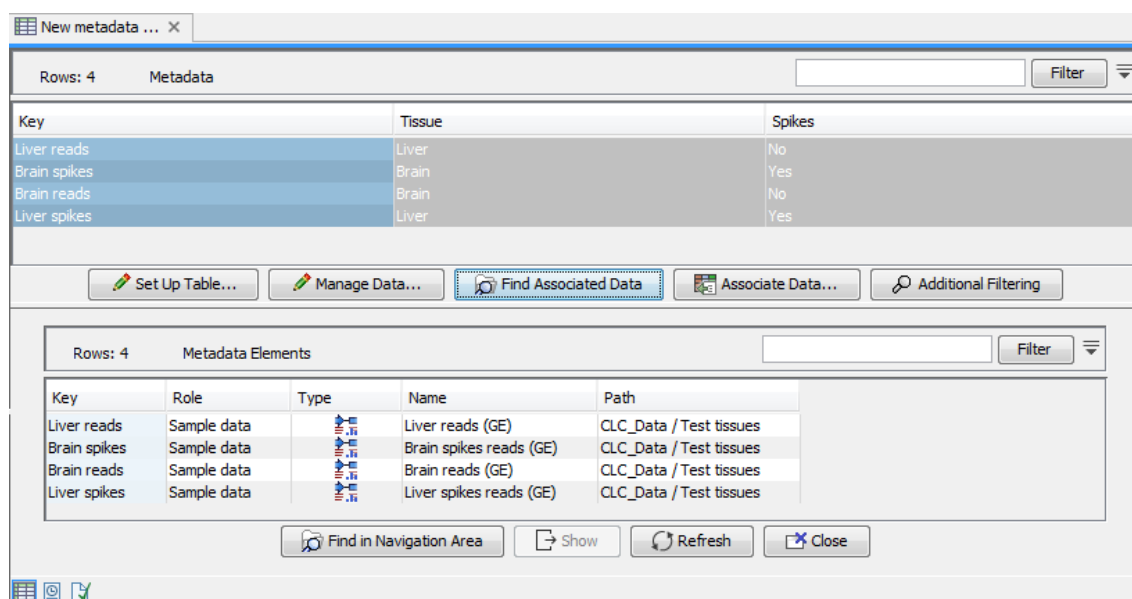 New metadata ...
Rows: 4 Metadata Filter
Key Tissue Spikes
Liver reads Liver No
Brain spikes Brain Yes
Brain reads Brain No
Liver spikes Liver Yes
Set Up Table... Manage Data... Find Associated Data Associate Data... Additional Filtering
Rows: 4 Metadata Elements Filter
Key Role Type Name Path
Liver reads Sample data Liver reads (GE) CLC_Data / Test tissues
Brain spikes Sample data Brain spikes reads (GE) CLC_Data / Test tissues
Brain reads Sample data Brain reads (GE) CLC_Data / Test tissues
Liver spikes Sample data Liver spikes reads (GE) CLC_Data / Test tissues
Find in Navigation Area Show Refresh Close